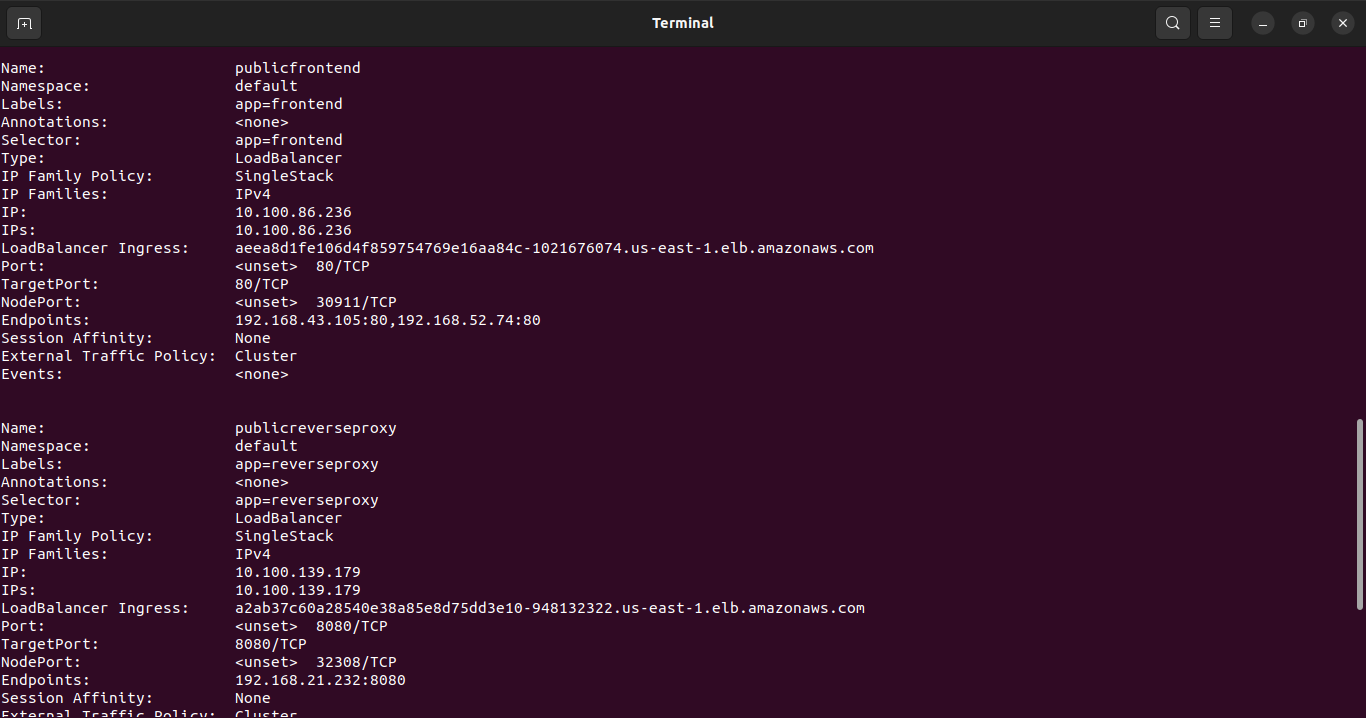 Terminal
Name: publicfrontend
Namespace: default
Labels: app=frontend
Annotations: <none>
Selector: app=frontend
Type: LoadBalancer
IP Family Policy: SingleStack
IP Families: IPv4
IP: 10.100.86.236
IPs: 10.100.86.236
LoadBalancer Ingress: aeea8d1fe106d4f859754769e16aa84c-1021676074.us-east-1.elb.amazonaws.com
Port: <unset> 80/TCP
TargetPort: 80/TCP
NodePort: <unset> 30911/TCP
Endpoints: 192.168.43.105:80,192.168.52.74:80
Session Affinity: None
External Traffic Policy: Cluster
Events: <none>
Name: publicreverseproxy
Namespace: default
Labels: app=reverseproxy
Annotations: <none>
Selector: app=reverseproxy
Type: LoadBalancer
IP Family Policy: SingleStack
IP Families: IPv4
IP: 10.100.139.179
IPs: 10.100.139.179
LoadBalancer Ingress: a2ab37c60a28540e38a85e8d75dd3e10-948132322.us-east-1.elb.amazonaws.com
Port: <unset> 8080/TCP
TargetPort: 8080/TCP
NodePort: <unset> 32308/TCP
Endpoints: 192.168.21.232:8080
Session Affinity: None
External Traffic Policy: Cluster